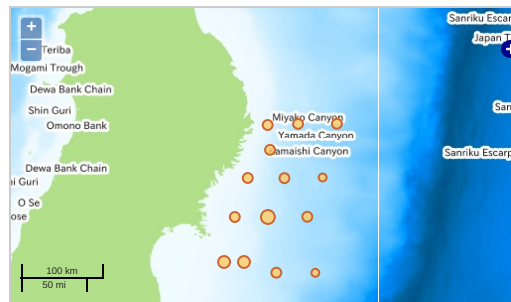 Sanriku Escar
+
Japan T
−
Teriba
Mogami Trough
Dewa Bank Chain
San
Shin Guri
Miyako Canyon
Omono Bank
Yamada Canyon
amaishi Canyon
Sanriku Escarp
Dewa Bank Chain
i Guri
O Se
ose
100 km
50 mi